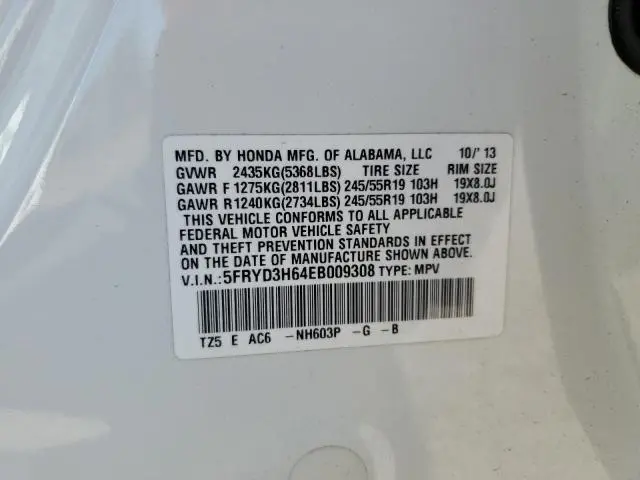 MFD. BY HONDA MFG. OF ALABAMA, LLC 10/'13
GVWR 2435KG(5368LBS) TIRE SIZE RIM SIZE
GAWR F 1275KG(2811LBS) 245/55R19 103H 19X8.0J
GAWR R1240KG(2734LBS) 245/55R19 103H 19X8.0J
THIS VEHICLE CONFORMS TO ALL APPLICABLE
FEDERAL MOTOR VEHICLE SAFETY
AND THEFT PREVENTION STANDARDS IN EFFECT
ON THE DATE OF MANUFACTURE SHOWN ABOVE.
V.I.N.:5FRYD3H64EB009308 TYPE: MPV
TZ5 E AC6 -NH603P -G -B